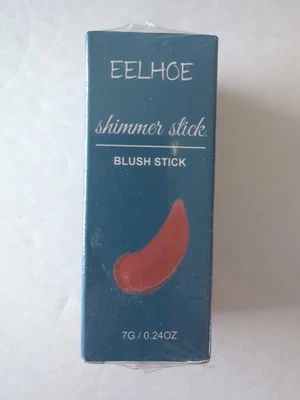 EELHOE
shimmer stick
BLUSH STICK
7G / 0.24OZ